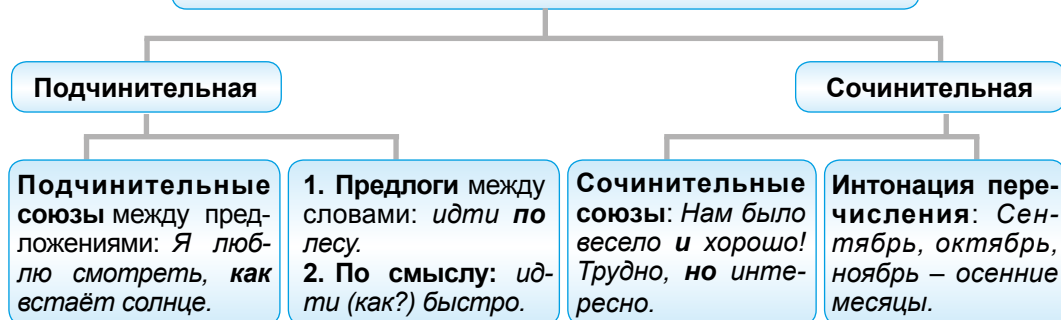 Подчинительная
Сочинительная
Подчинительные
союзы между пред-
ложениями: Я люб-
лю смотреть, как
встаёт солнце.
1. Предлоги между
словами: идти по
лесу.
2. По смыслу: ид-
ти (как?) быстро.
Сочинительные
союзы: Нам было
весело и хорошо!
Трудно, но инте-
ресно.
Интонация пере-
числения: Сен-
тябрь, октябрь,
ноябрь – осенние
месяцы.